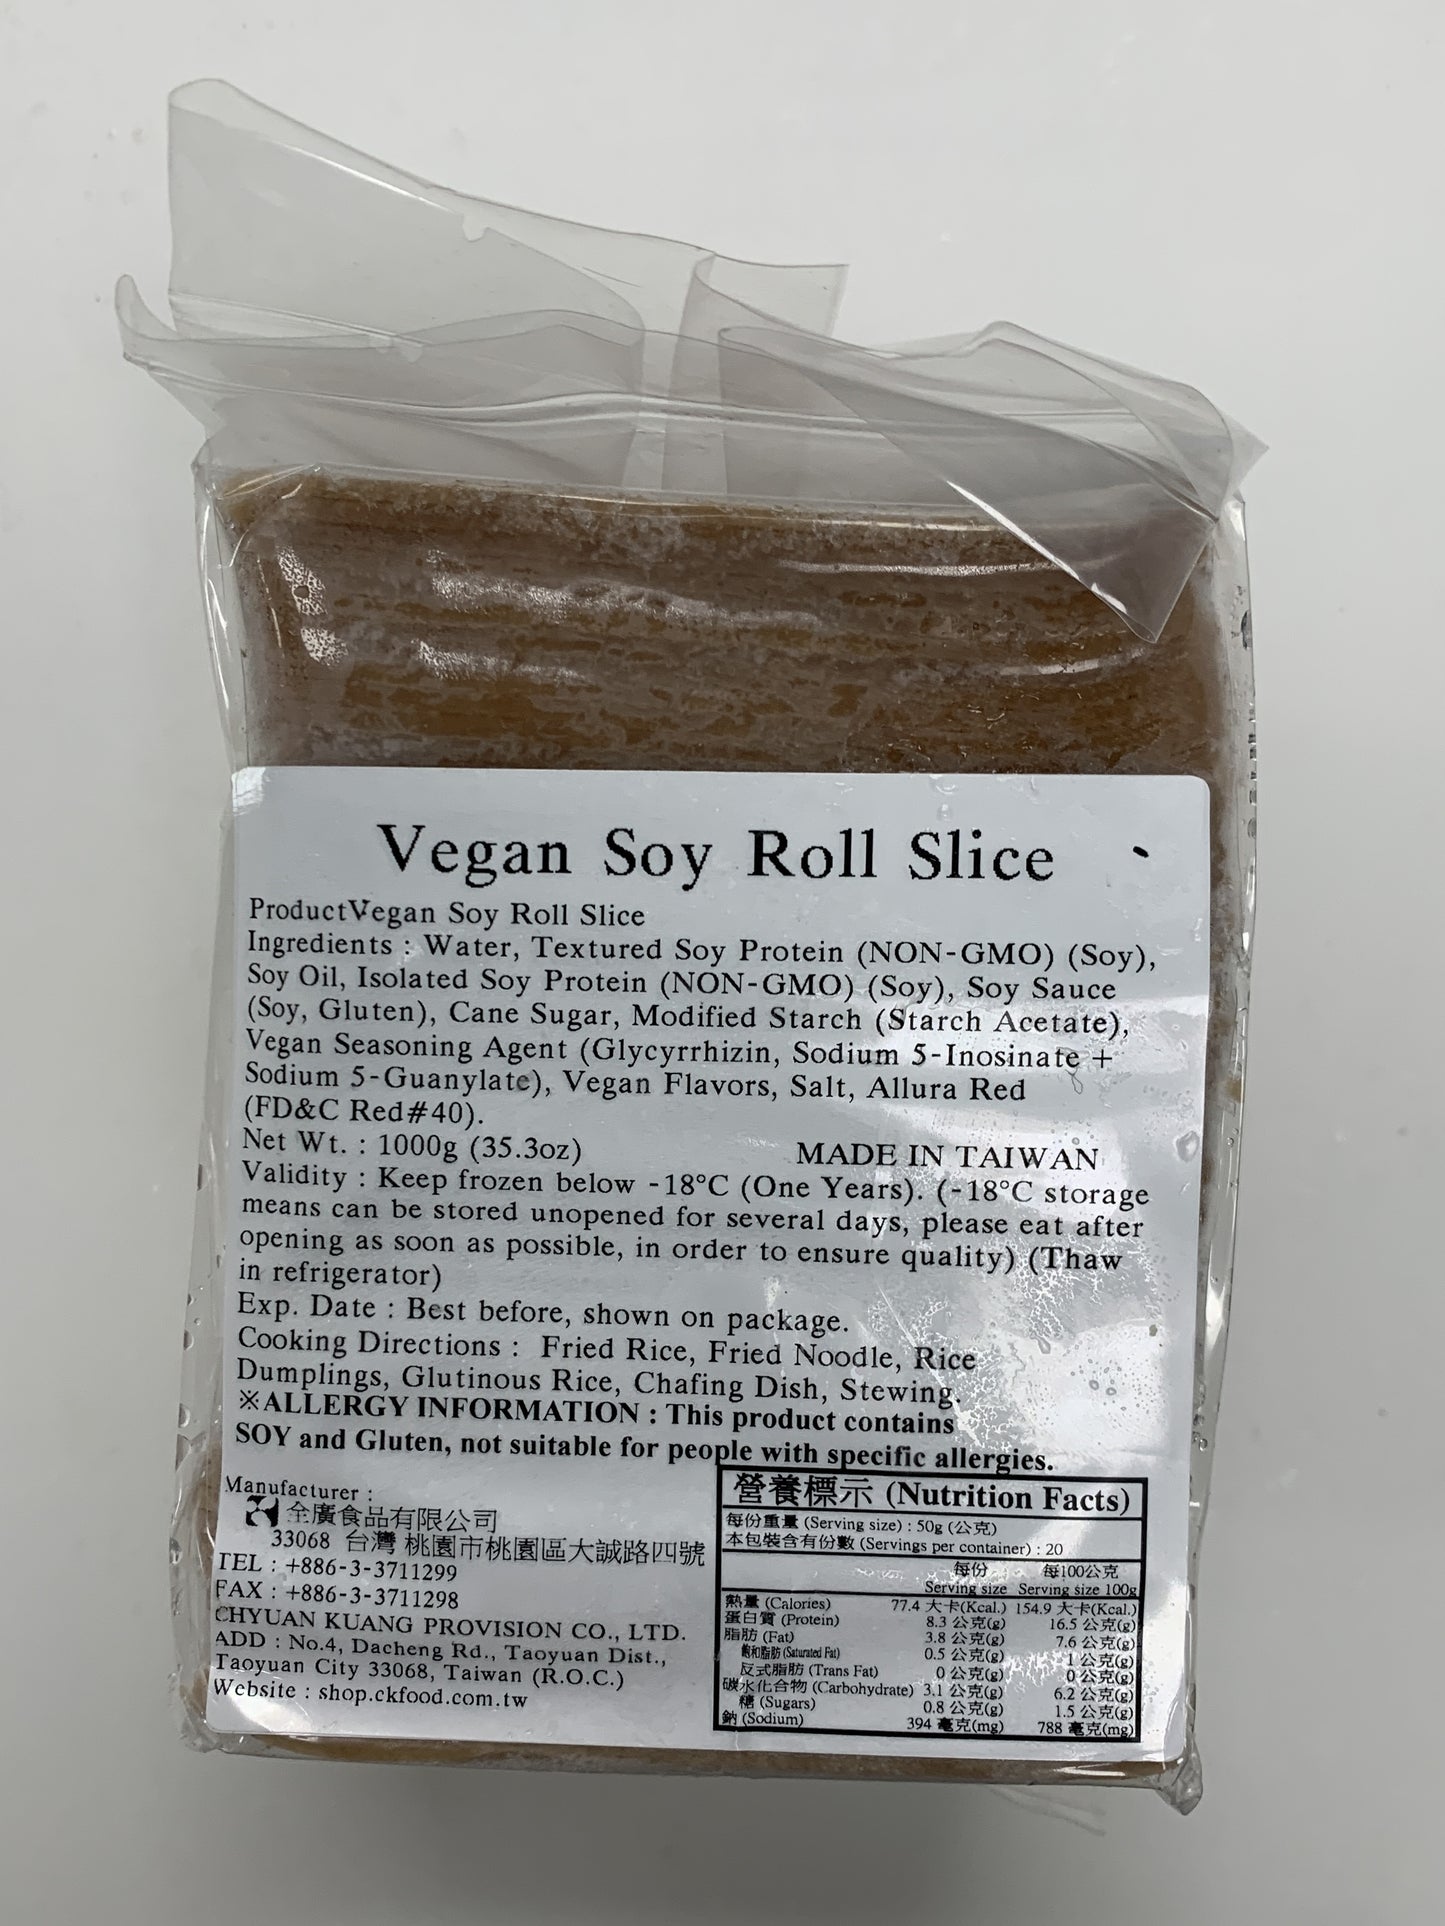 Vegan Soy Roll Slice
ProductVegan Soy Roll Slice
Ingredients : Water, Textured Soy Protein (NON-GMO) (Soy),
Soy Oil, Isolated Soy Protein (NON-GMO) (Soy), Soy Sauce
(Soy, Gluten), Cane Sugar, Modified Starch (Starch Acetate),
Vegan Seasoning Agent (Glycyrrhizin, Sodium 5-Inosinate +
Sodium 5-Guanylate), Vegan Flavors, Salt, Allura Red
(FD&C Red#40).
Net Wt. : 1000g (35.3oz) MADE IN TAIWAN
Validity : Keep frozen below -18°C (One Years). (-18°C storage
means can be stored unopened for several days, please eat after
opening as soon as possible, in order to ensure quality) (Thaw
in refrigerator)
Exp. Date : Best before, shown on package.
Cooking Directions : Fried Rice, Fried Noodle, Rice
Dumplings, Glutinous Rice, Chafing Dish, Stewing.
※ALLERGY INFORMATION : This product contains
SOY and Gluten, not suitable for people with specific allergies.
Manufacturer :
全廣食品有限公司
33068 台灣 桃園市桃園區大誠路四號
TEL : +886-3-3711299
FAX : +886-3-3711298
CHYUAN KUANG PROVISION CO., LTD.
ADD : No.4, Dacheng Rd., Taoyuan Dist.,
Taoyuan City 33068, Taiwan (R.O.C.)
Website : shop.ckfood.com.tw
營養標示 (Nutrition Facts)
每份重量 (Serving size) : 50g (公克)
本包裝含有份數 (Servings per container) : 20
每份 每100公克
Serving size Serving size 100g
熱量 (Calories) 77.4 大卡(Kcal.) 154.9 大卡(Kcal.)
蛋白質 (Protein) 8.3 公克(g) 16.5 公克(g)
脂肪 (Fat) 3.8 公克(g) 7.6 公克(g)
飽和脂肪 (Saturated Fat) 0.5 公克(g) 1 公克(g)
反式脂肪 (Trans Fat) 0 公克(g) 0 公克(g)
碳水化合物 (Carbohydrate) 3.1 公克(g) 6.2 公克(g)
糖 (Sugars) 0.8 公克(g) 1.5 公克(g)
鈉 (Sodium) 394 毫克(mg) 788 毫克(mg)